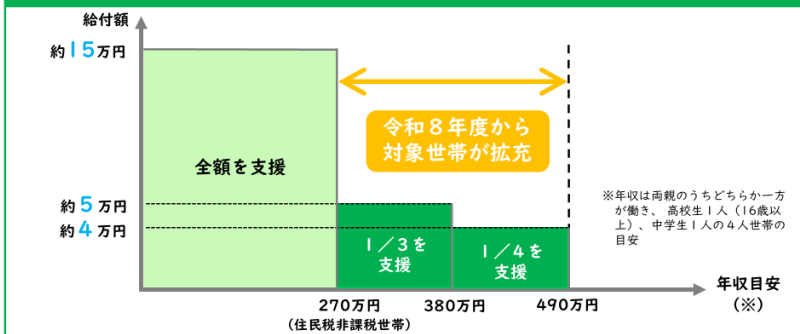 給付額
約15万円
令和８年度から
対象世帯が拡充
全額を支援
※年収は両親のうちどちらか一方
が働き、高校生１人（16歳以
上）、中学生１人の４人世帯の
目安
約５万円
約４万円
１／３を
支援
１／４を
支援
年収目安
（※）
270万円
380万円
490万円
（住民税非課税世帯）